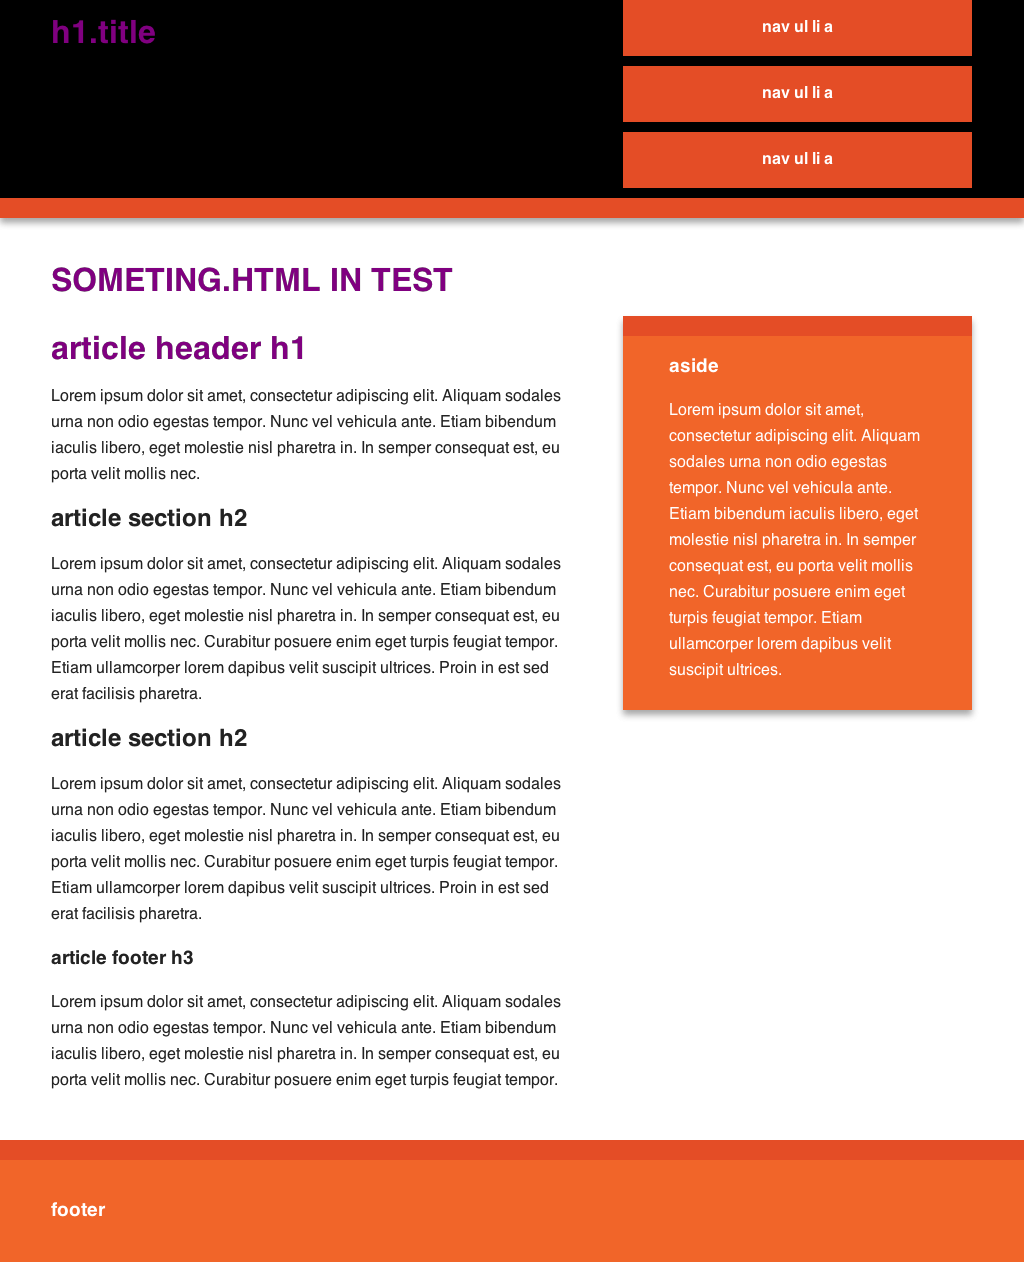 h1.title
nav ul li a
nav ul li a
nav ul li a
SOMETING.HTML IN TEST
article header h1
Lorem ipsum dolor sit amet, consectetur adipiscing elit. Aliquam sodales
urna non odio egestas tempor. Nunc vel vehicula ante. Etiam bibendum
iaculis libero, eget molestie nisl pharetra in. In semper consequat est, eu
porta velit mollis nec.
article section h2
Lorem ipsum dolor sit amet, consectetur adipiscing elit. Aliquam sodales
urna non odio egestas tempor. Nunc vel vehicula ante. Etiam bibendum
iaculis libero, eget molestie nisl pharetra in. In semper consequat est, eu
porta velit mollis nec. Curabitur posuere enim eget turpis feugiat tempor.
Etiam ullamcorper lorem dapibus velit suscipit ultrices. Proin in est sed
erat facilisis pharetra.
article section h2
Lorem ipsum dolor sit amet, consectetur adipiscing elit. Aliquam sodales
urna non odio egestas tempor. Nunc vel vehicula ante. Etiam bibendum
iaculis libero, eget molestie nisl pharetra in. In semper consequat est, eu
porta velit mollis nec. Curabitur posuere enim eget turpis feugiat tempor.
Etiam ullamcorper lorem dapibus velit suscipit ultrices. Proin in est sed
erat facilisis pharetra.
article footer h3
Lorem ipsum dolor sit amet, consectetur adipiscing elit. Aliquam sodales
urna non odio egestas tempor. Nunc vel vehicula ante. Etiam bibendum
iaculis libero, eget molestie nisl pharetra in. In semper consequat est, eu
porta velit mollis nec. Curabitur posuere enim eget turpis feugiat tempor.
aside
Lorem ipsum dolor sit amet,
consectetur adipiscing elit. Aliquam
sodales urna non odio egestas
tempor. Nunc vel vehicula ante.
Etiam bibendum iaculis libero, eget
molestie nisl pharetra in. In semper
consequat est, eu porta velit mollis
nec. Curabitur posuere enim eget
turpis feugiat tempor. Etiam
ullamcorper lorem dapibus velit
suscipit ultrices.
footer